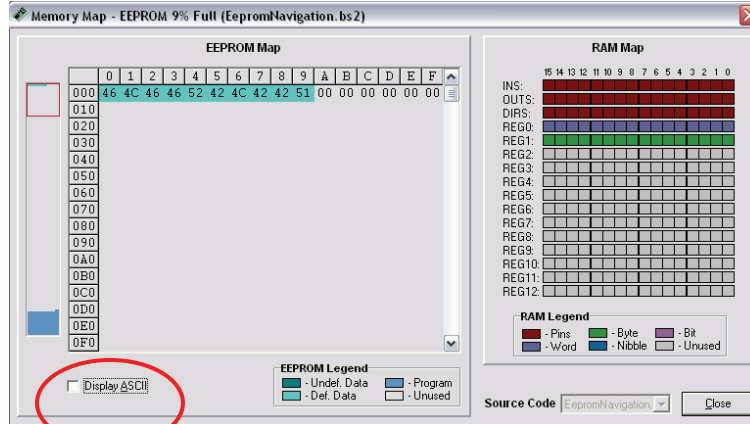 Memory Map - EEPROM 9% Full (EepromNavigation.bs2)
EEPROM Map
0 1 2 3 4 5 6 7 8 9 A B C D E F
000 46 4C 46 46 52 42 4C 42 42 51 00 00 00 00 00 00
010
020
030
040
050
060
070
080
090
0A0
0B0
0C0
0D0
0E0
0F0
Display ASCII
EEPROM Legend
- Undef. Data - Program
- Def. Data - Unused
RAM Map
15 14 13 12 11 10 9 8 7 6 5 4 3 2 1 0
INS:
OUTS:
DIRS:
REG0:
REG1:
REG2:
REG3:
REG4:
REG5:
REG6:
REG7:
REG8:
REG9:
REG10:
REG11:
REG12:
RAM Legend
- Pins - Byte - Bit
- Word - Nibble - Unused
Source Code EepromNavigation. Close